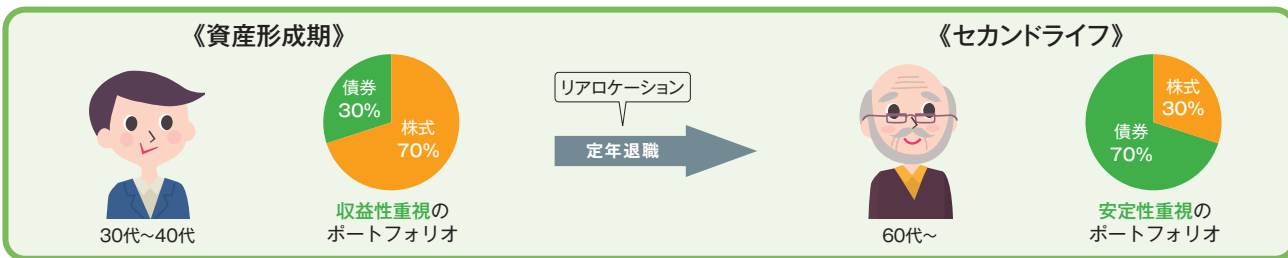 《資産形成期》
債券
30%
株式
70%
30代~40代
収益性重視の
ポートフォリオ
リアロケーション
定年退職
《セカンドライフ》
株式
30%
債券
70%
60代~
安定性重視の
ポートフォリオ